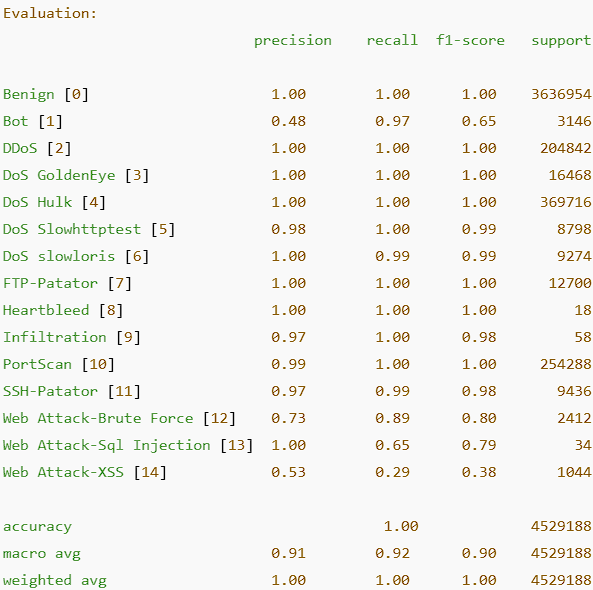 Evaluation:
precision recall f1-score support
Benign [0] 1.00 1.00 1.00 3636954
Bot [1] 0.48 0.97 0.65 3146
DDoS [2] 1.00 1.00 1.00 204842
DoS GoldenEye [3] 1.00 1.00 1.00 16468
DoS Hulk [4] 1.00 1.00 1.00 369716
DoS Slowhttptest [5] 0.98 1.00 0.99 8798
DoS slowloris [6] 1.00 0.99 0.99 9274
FTP-Patator [7] 1.00 1.00 1.00 12700
Heartbleed [8] 1.00 1.00 1.00 18
Infiltration [9] 0.97 1.00 0.98 58
PortScan [10] 0.99 1.00 1.00 254288
SSH-Patator [11] 0.97 0.99 0.98 9436
Web Attack-Brute Force [12] 0.73 0.89 0.80 2412
Web Attack-Sql Injection [13] 1.00 0.65 0.79 34
Web Attack-XSS [14] 0.53 0.29 0.38 1044
accuracy 1.00 4529188
macro avg 0.91 0.92 0.90 4529188
weighted avg 1.00 1.00 1.00 4529188